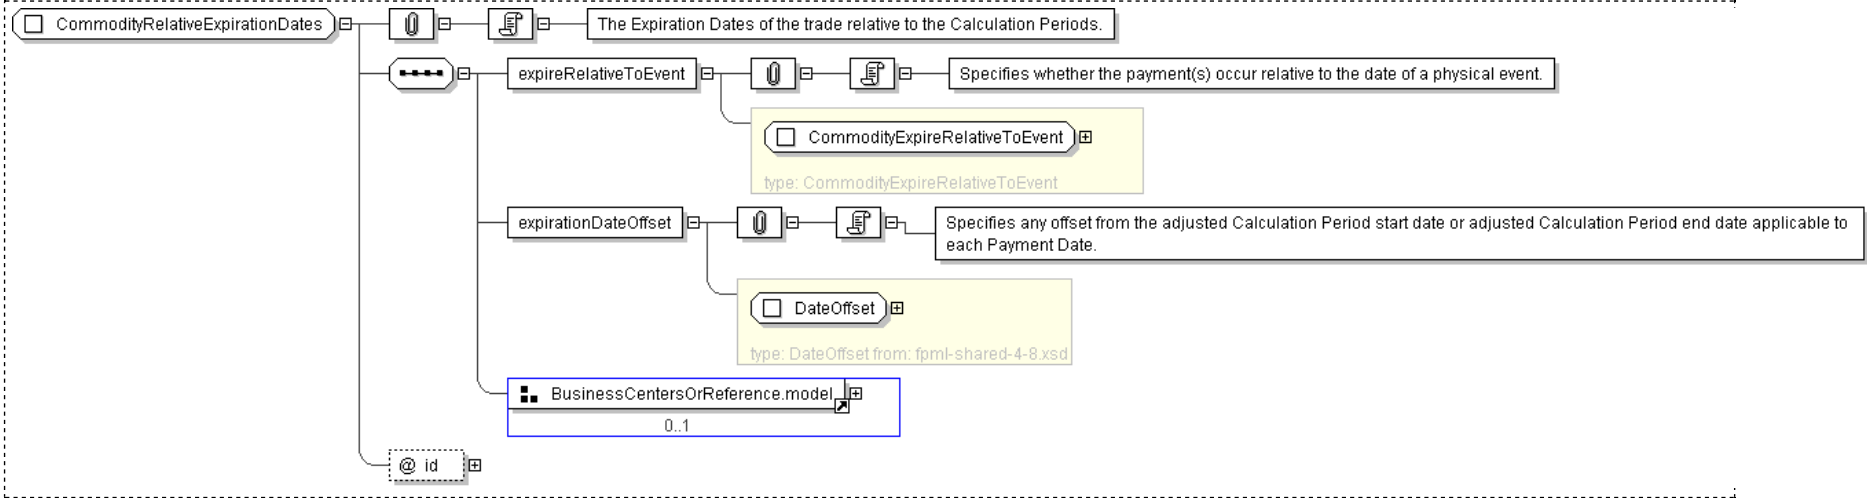 CommodityRelativeExpirationDates
The Expiration Dates of the trade relative to the Calculation Periods.
expireRelativeToEvent
Specifies whether the payment(s) occur relative to the date of a physical event.
CommodityExpireRelativeToEvent
type: CommodityExpireRelativeToEvent
expirationDateOffset
Specifies any offset from the adjusted Calculation Period start date or adjusted Calculation Period end date applicable to
each Payment Date.
DateOffset
type: DateOffset from: fpml-shared-4-8.xsd
BusinessCentersOrReference.model
0..1
@ id